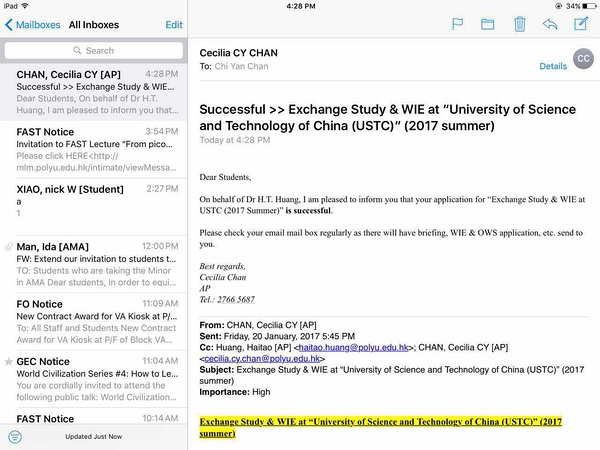 iPad
4:28 PM
34%
Mailboxes
All Inboxes
Edit
Search
CHAN, Cecilia CY [AP]
4:28 PM
Successful >> Exchange Study & WIE...
Dear Students, On behalf of Dr H.T.
Huang, I am pleased to inform you that...
FAST Notice
3:54 PM
Invitation to FAST Lecture "From pico...
Please click HERE<http://
mlm.polyu.edu.hk/intimate/viewMessa...
XIAO, nick W [Student]
2:27 PM
a
1
Man, Ida [AMA]
12:00 PM
FW: Extend our invitation to students t...
TO: Students who are taking the Minor
in AMA Dear students, In order to equi...
FO Notice
11:09 AM
New Contract Award for VA Kiosk at P/...
To: All Staff and Students New Contract
Award for VA Kiosk at P/F of Block VA...
GEC Notice
11:04 AM
World Civilization Series #4: How to Le...
You are cordially invited to attend the
following public talk: World Civilization...
FAST Notice
10:14 AM
Updated Just Now
Cecilia CY CHAN
To: Chi Yan Chan
Details
CC
Successful >> Exchange Study & WIE at "University of Science
and Technology of China (USTC)" (2017 summer)
Today at 4:28 PM
Dear Students,
On behalf of Dr H.T. Huang, I am pleased to inform you that your application for "Exchange Study & WIE at
USTC (2017 Summer)" is successful.
Please check your email mail box regularly as there will have briefing, WIE & OWS application, etc. send to
you.
Best regards,
Cecilia Chan
AP
Tel.: 2766 5687
From: CHAN, Cecilia CY [AP]
Sent: Friday, 20 January, 2017 5:45 PM
Cc: Huang, Haitao [AP] <haitao.huang@polyu.edu.hk>; CHAN, Cecilia CY [AP]
<cecilia.cy.chan@polyu.edu.hk>
Subject: Exchange Study & WIE at "University of Science and Technology of China (USTC)" (2017
summer)
Importance: High
Exchange Study & WIE at "University of Science and Technology of China (USTC)" (2017
summer)